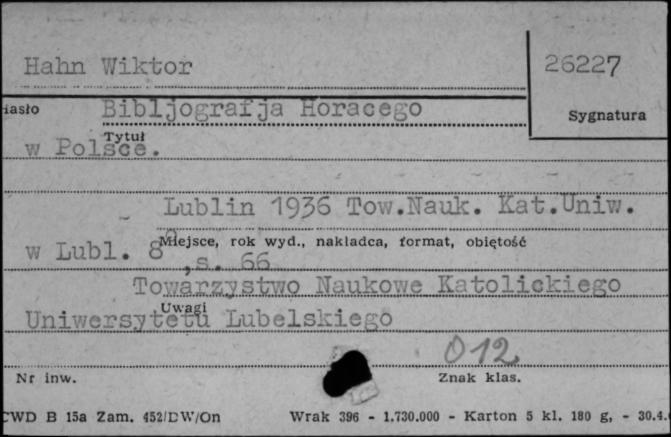 Hahn Wiktor
26227
asło
Bibljografja Horacego
Sygnatura
Tytuł
w Polsce.
Lublin 1936 Tow.Nauk. Kat.Uniw.
Miejsce, rok wyd., nakładca, format, objętość
w Lubl. 8° ,s. 66
Towarzystwo Naukowe Katolickiego
Uwagi
Uniwersytetu Lubelskiego
012
Nr inw.
Znak klas.
CWD B 15a Zam. 452/DW/On Wrak 396 - 1.730.000 - Karton 5 kl. 180 g, - 30.4.